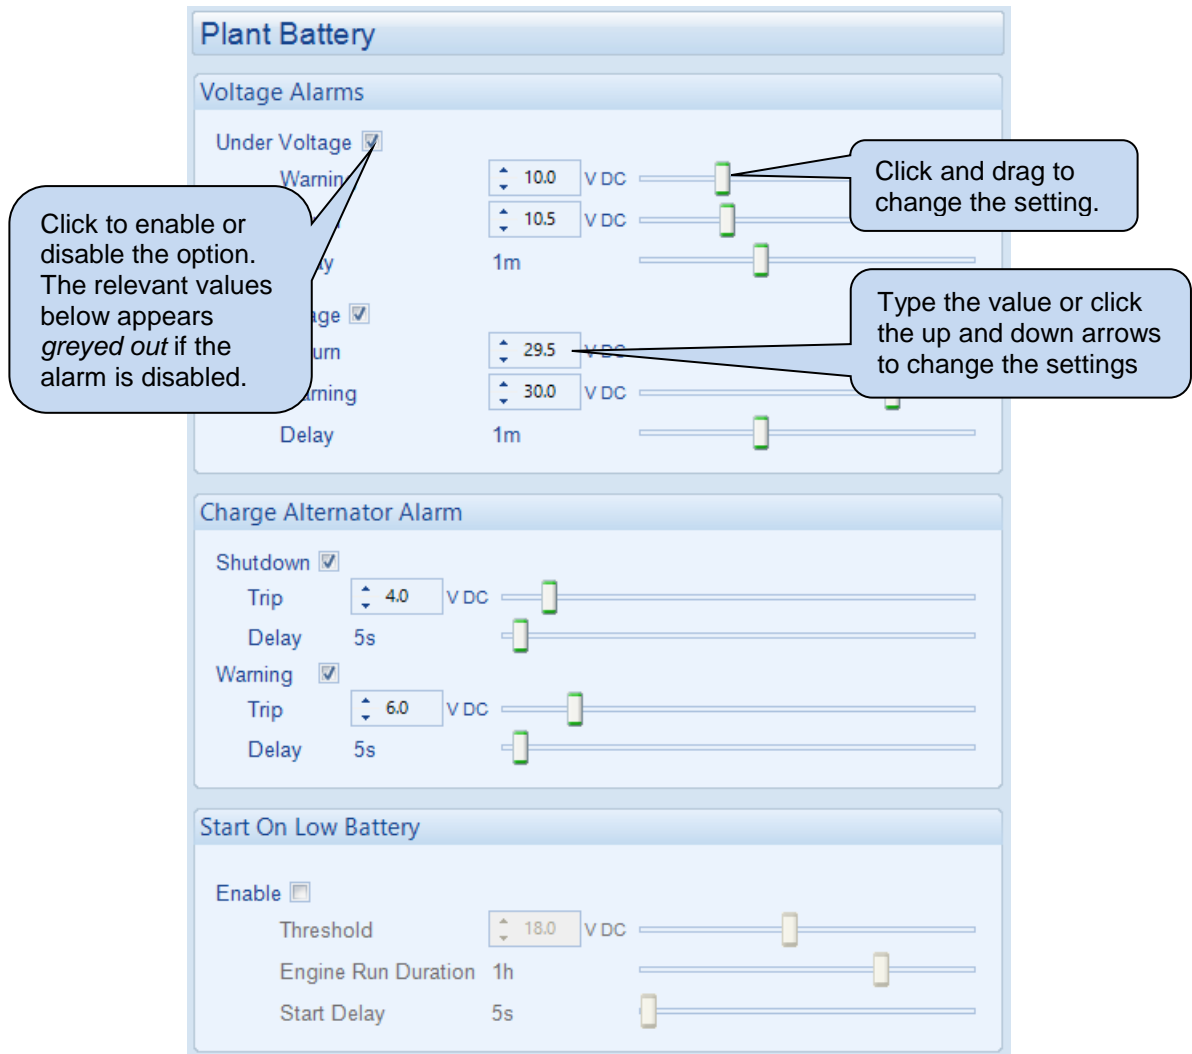 Plant Battery
Voltage Alarms
Under Voltage
Warnin
10.0 V DC
Click and drag to
change the setting.
10.5 V DC
1m
Click to enable or
disable the option.
The relevant values
below appears
greyed out if the
alarm is disabled.
age
urn
29.5 V DC
Type the value or click
the up and down arrows
to change the settings
rning
30.0 V DC
Delay 1m
Charge Alternator Alarm
Shutdown
Trip 4.0 V DC
Delay 5s
Warning
Trip 6.0 V DC
Delay 5s
Start On Low Battery
Enable
Threshold 18.0 V DC
Engine Run Duration 1h
Start Delay 5s